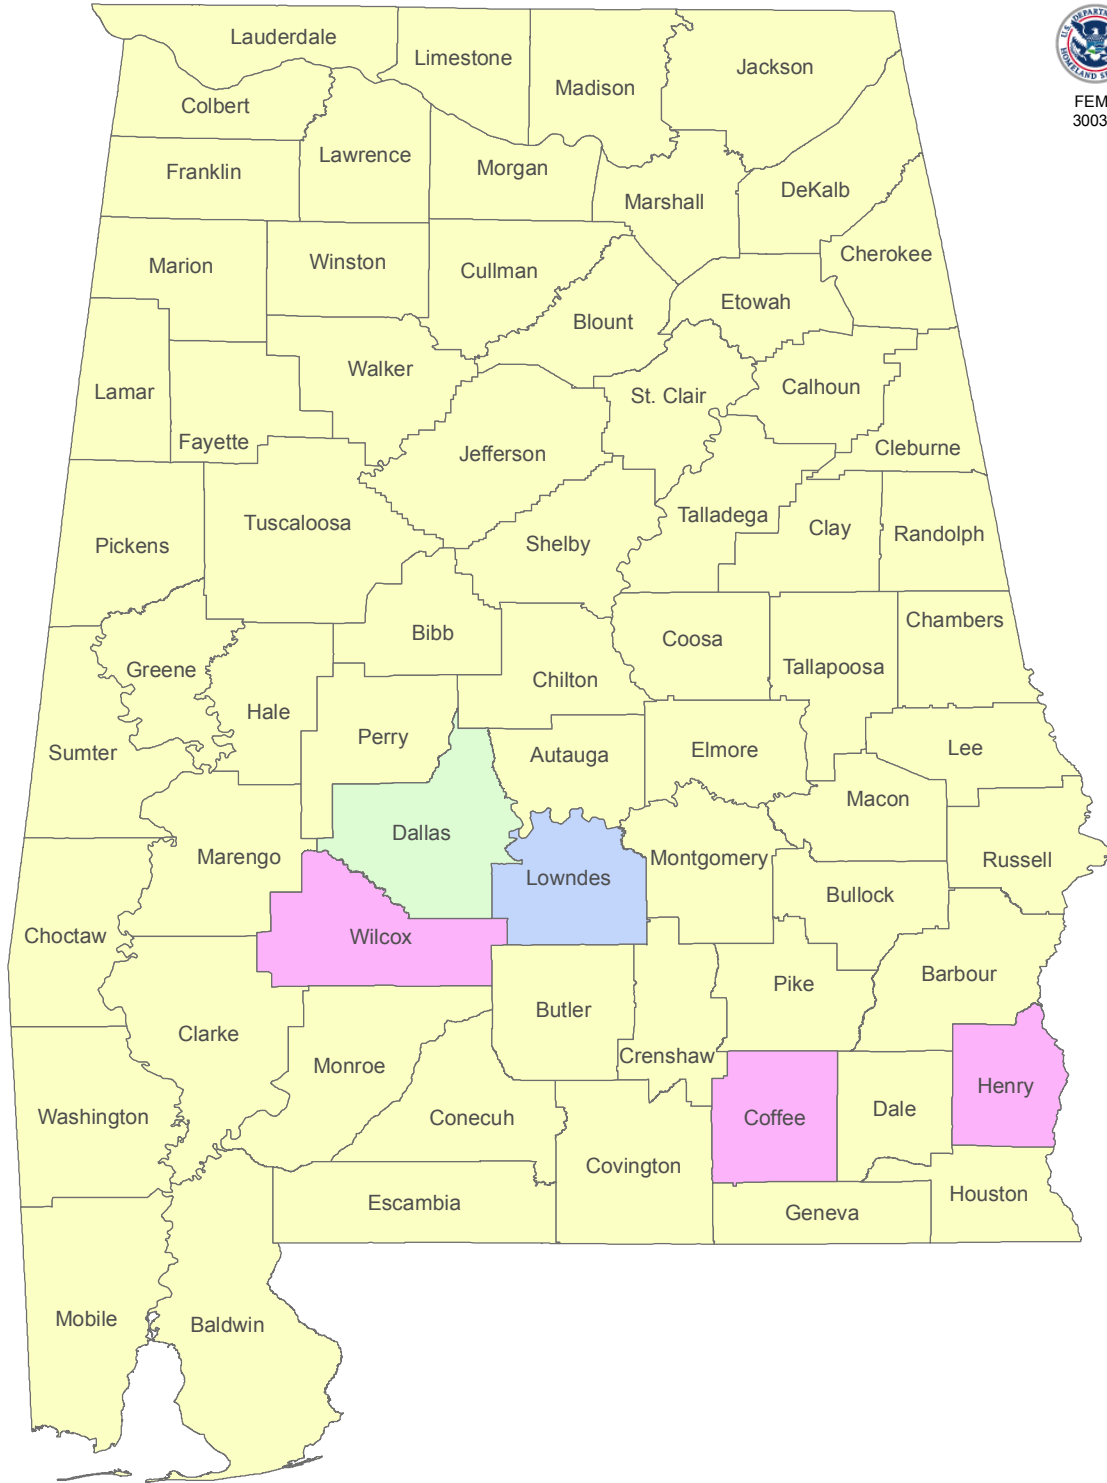 Lauderdale
Limestone
Madison
Jackson
FEM
3003
Colbert
Lawrence
Franklin
Morgan
DeKalb
Marshall
Cherokee
Marion
Winston
Cullman
Etowah
Blount
Walker
St. Clair
Calhoun
Lamar
Fayette
Jefferson
Cleburne
Tuscaloosa
Talladega
Clay
Randolph
Pickens
Shelby
Chambers
Bibb
Coosa
Tallapoosa
Greene
Chilton
Hale
Perry
Sumter
Autauga
Elmore
Lee
Macon
Dallas
Marengo
Montgomery
Russell
Lowndes
Bullock
Choctaw
Wilcox
Barbour
Pike
Butler
Clarke
Crenshaw
Monroe
Henry
Washington
Conecuh
Coffee
Dale
Covington
Escambia
Houston
Geneva
Mobile
Baldwin